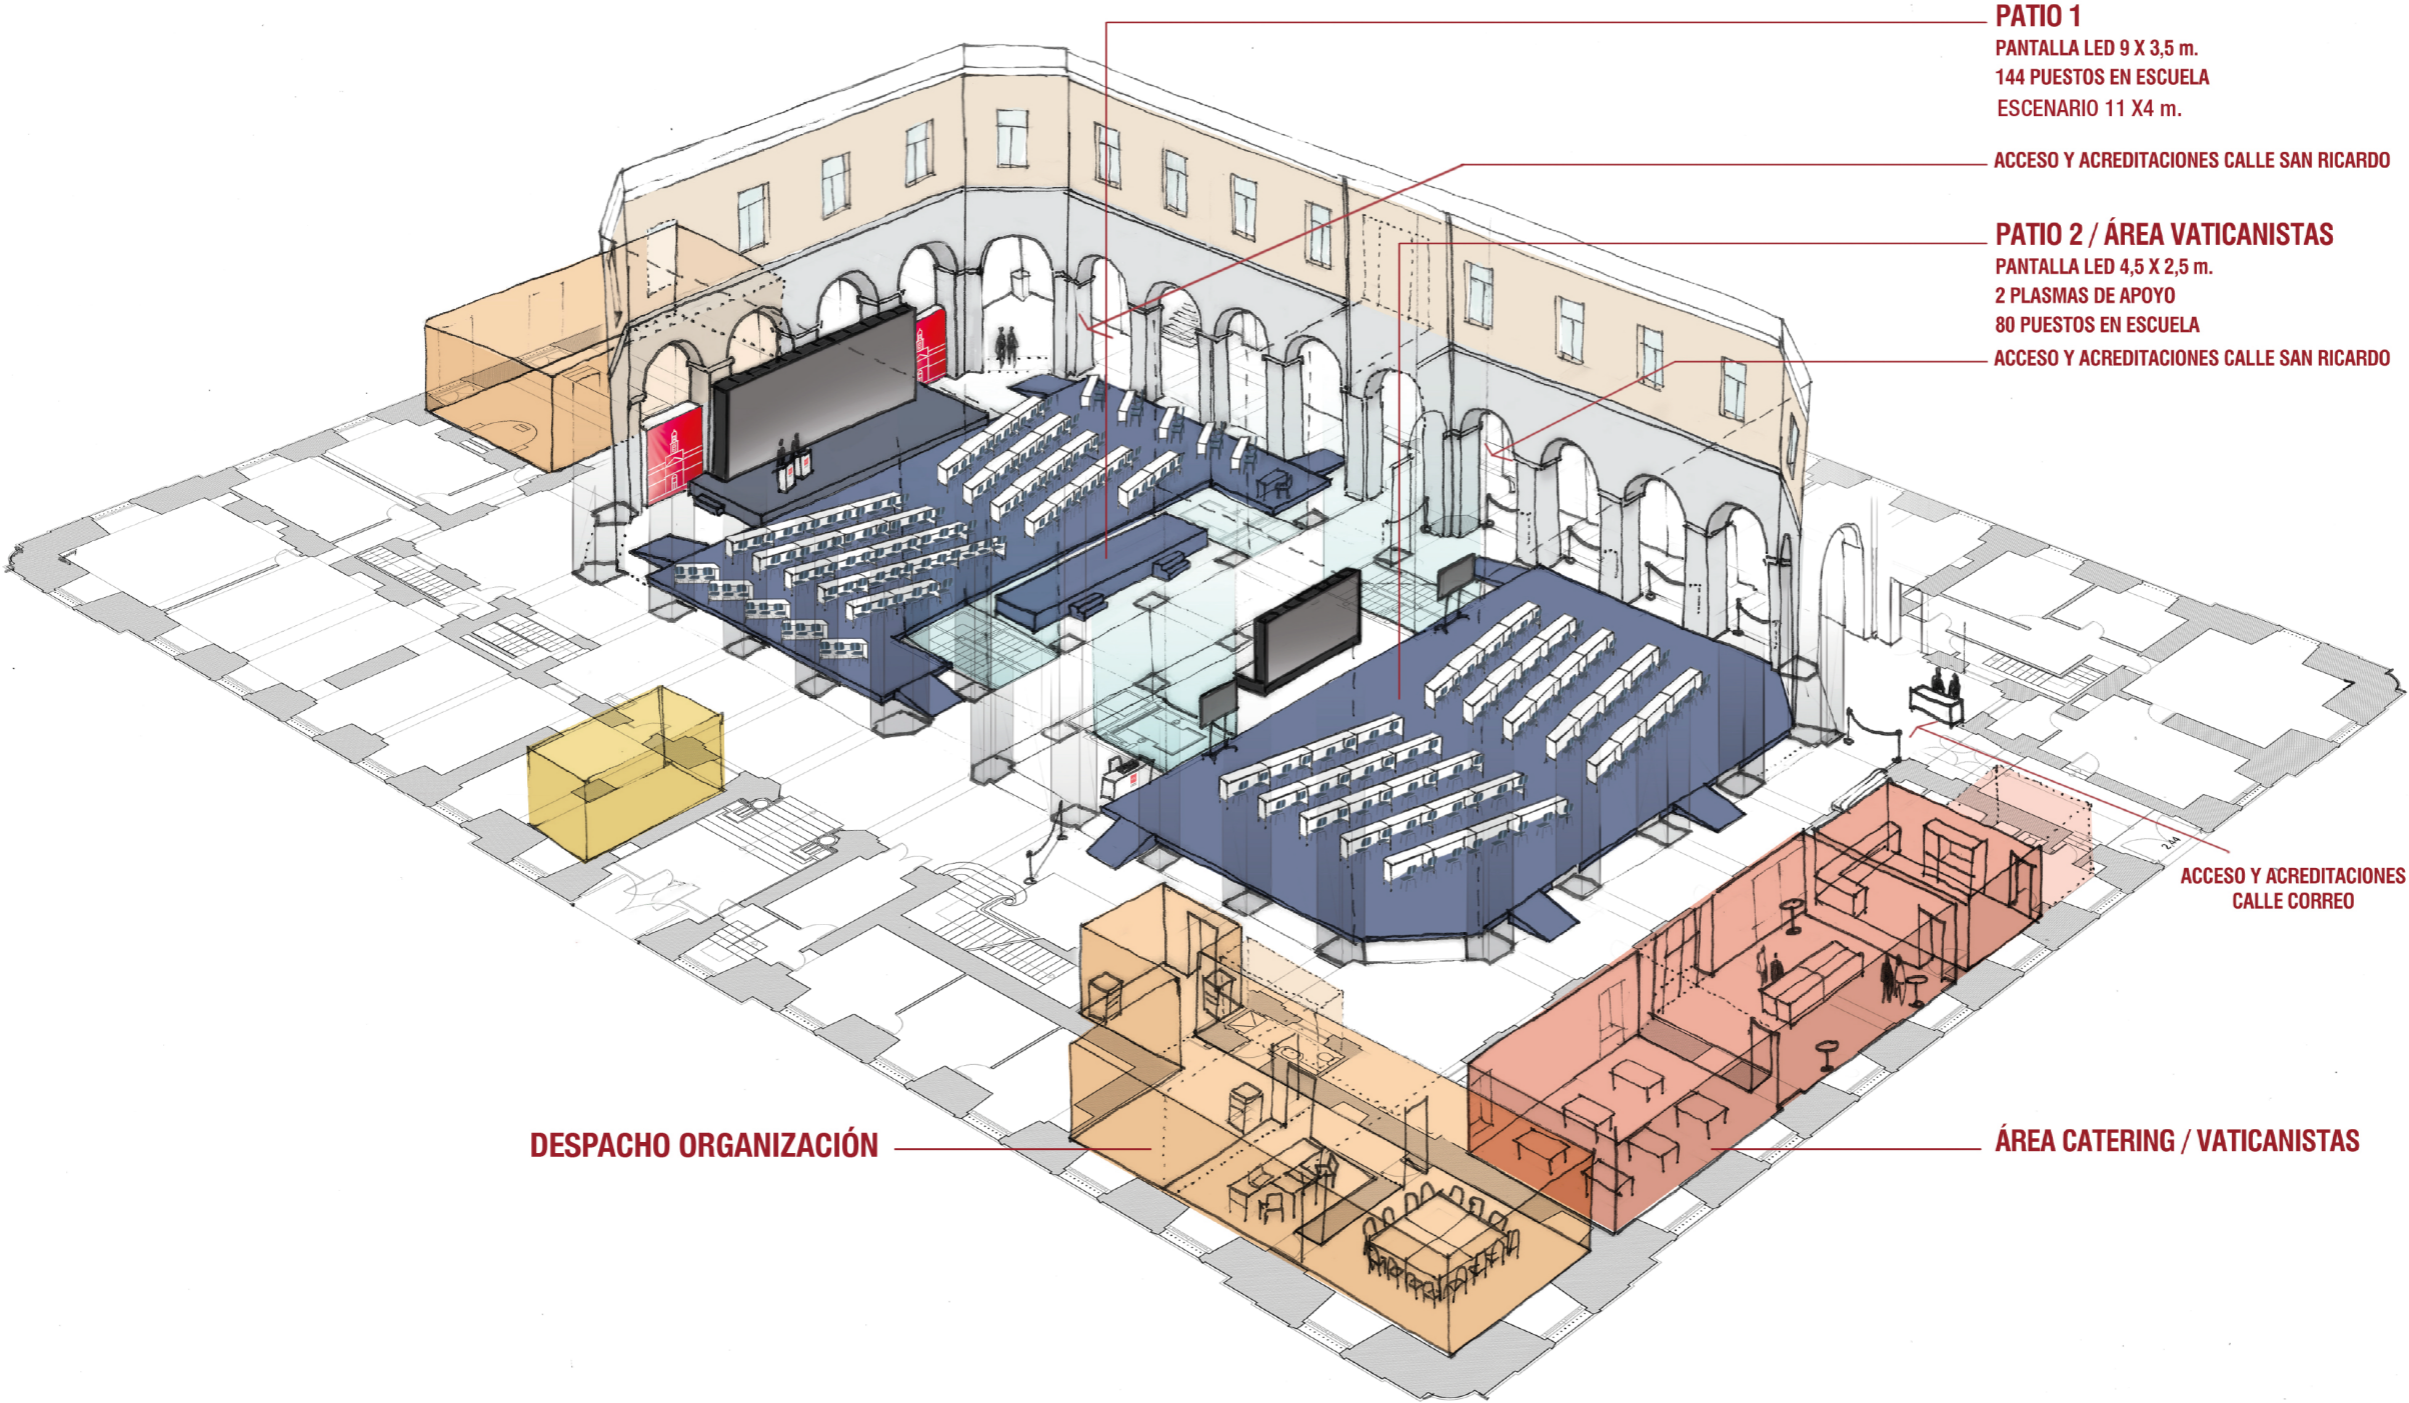 PATIO 1
PANTALLA LED 9 X 3,5 m.
144 PUESTOS EN ESCUELA
ESCENARIO 11 X4 m.
ACCESO Y ACREDITACIONES CALLE SAN RICARDO
PATIO 2 / ÁREA VATICANISTAS
PANTALLA LED 4,5 X 2,5 m.
2 PLASMAS DE APOYO
80 PUESTOS EN ESCUELA
ACCESO Y ACREDITACIONES CALLE SAN RICARDO
2.44
ACCESO Y ACREDITACIONES
CALLE CORREO
DESPACHO ORGANIZACIÓN
ÁREA CATERING / VATICANISTAS